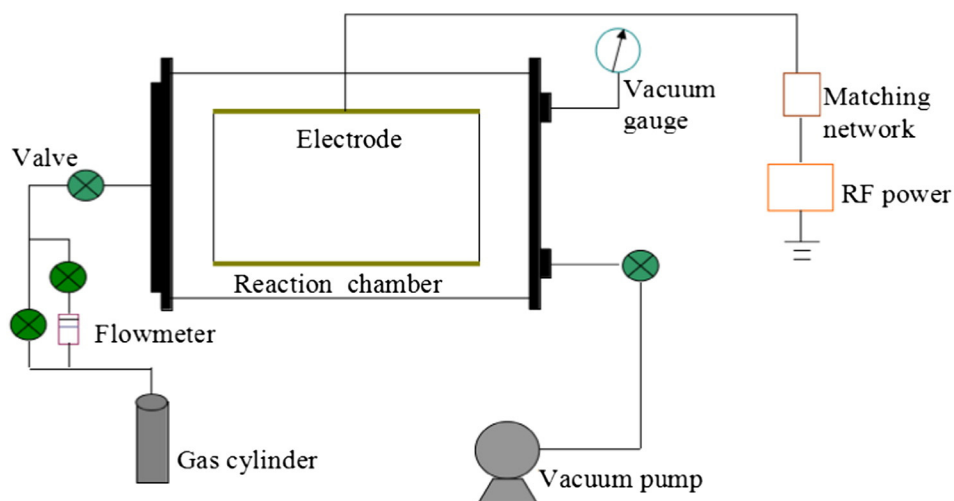 Vacuum
gauge
Matching
network
Electrode
Valve
RF power
Reaction chamber
Flowmeter
Gas cylinder
Vacuum pump